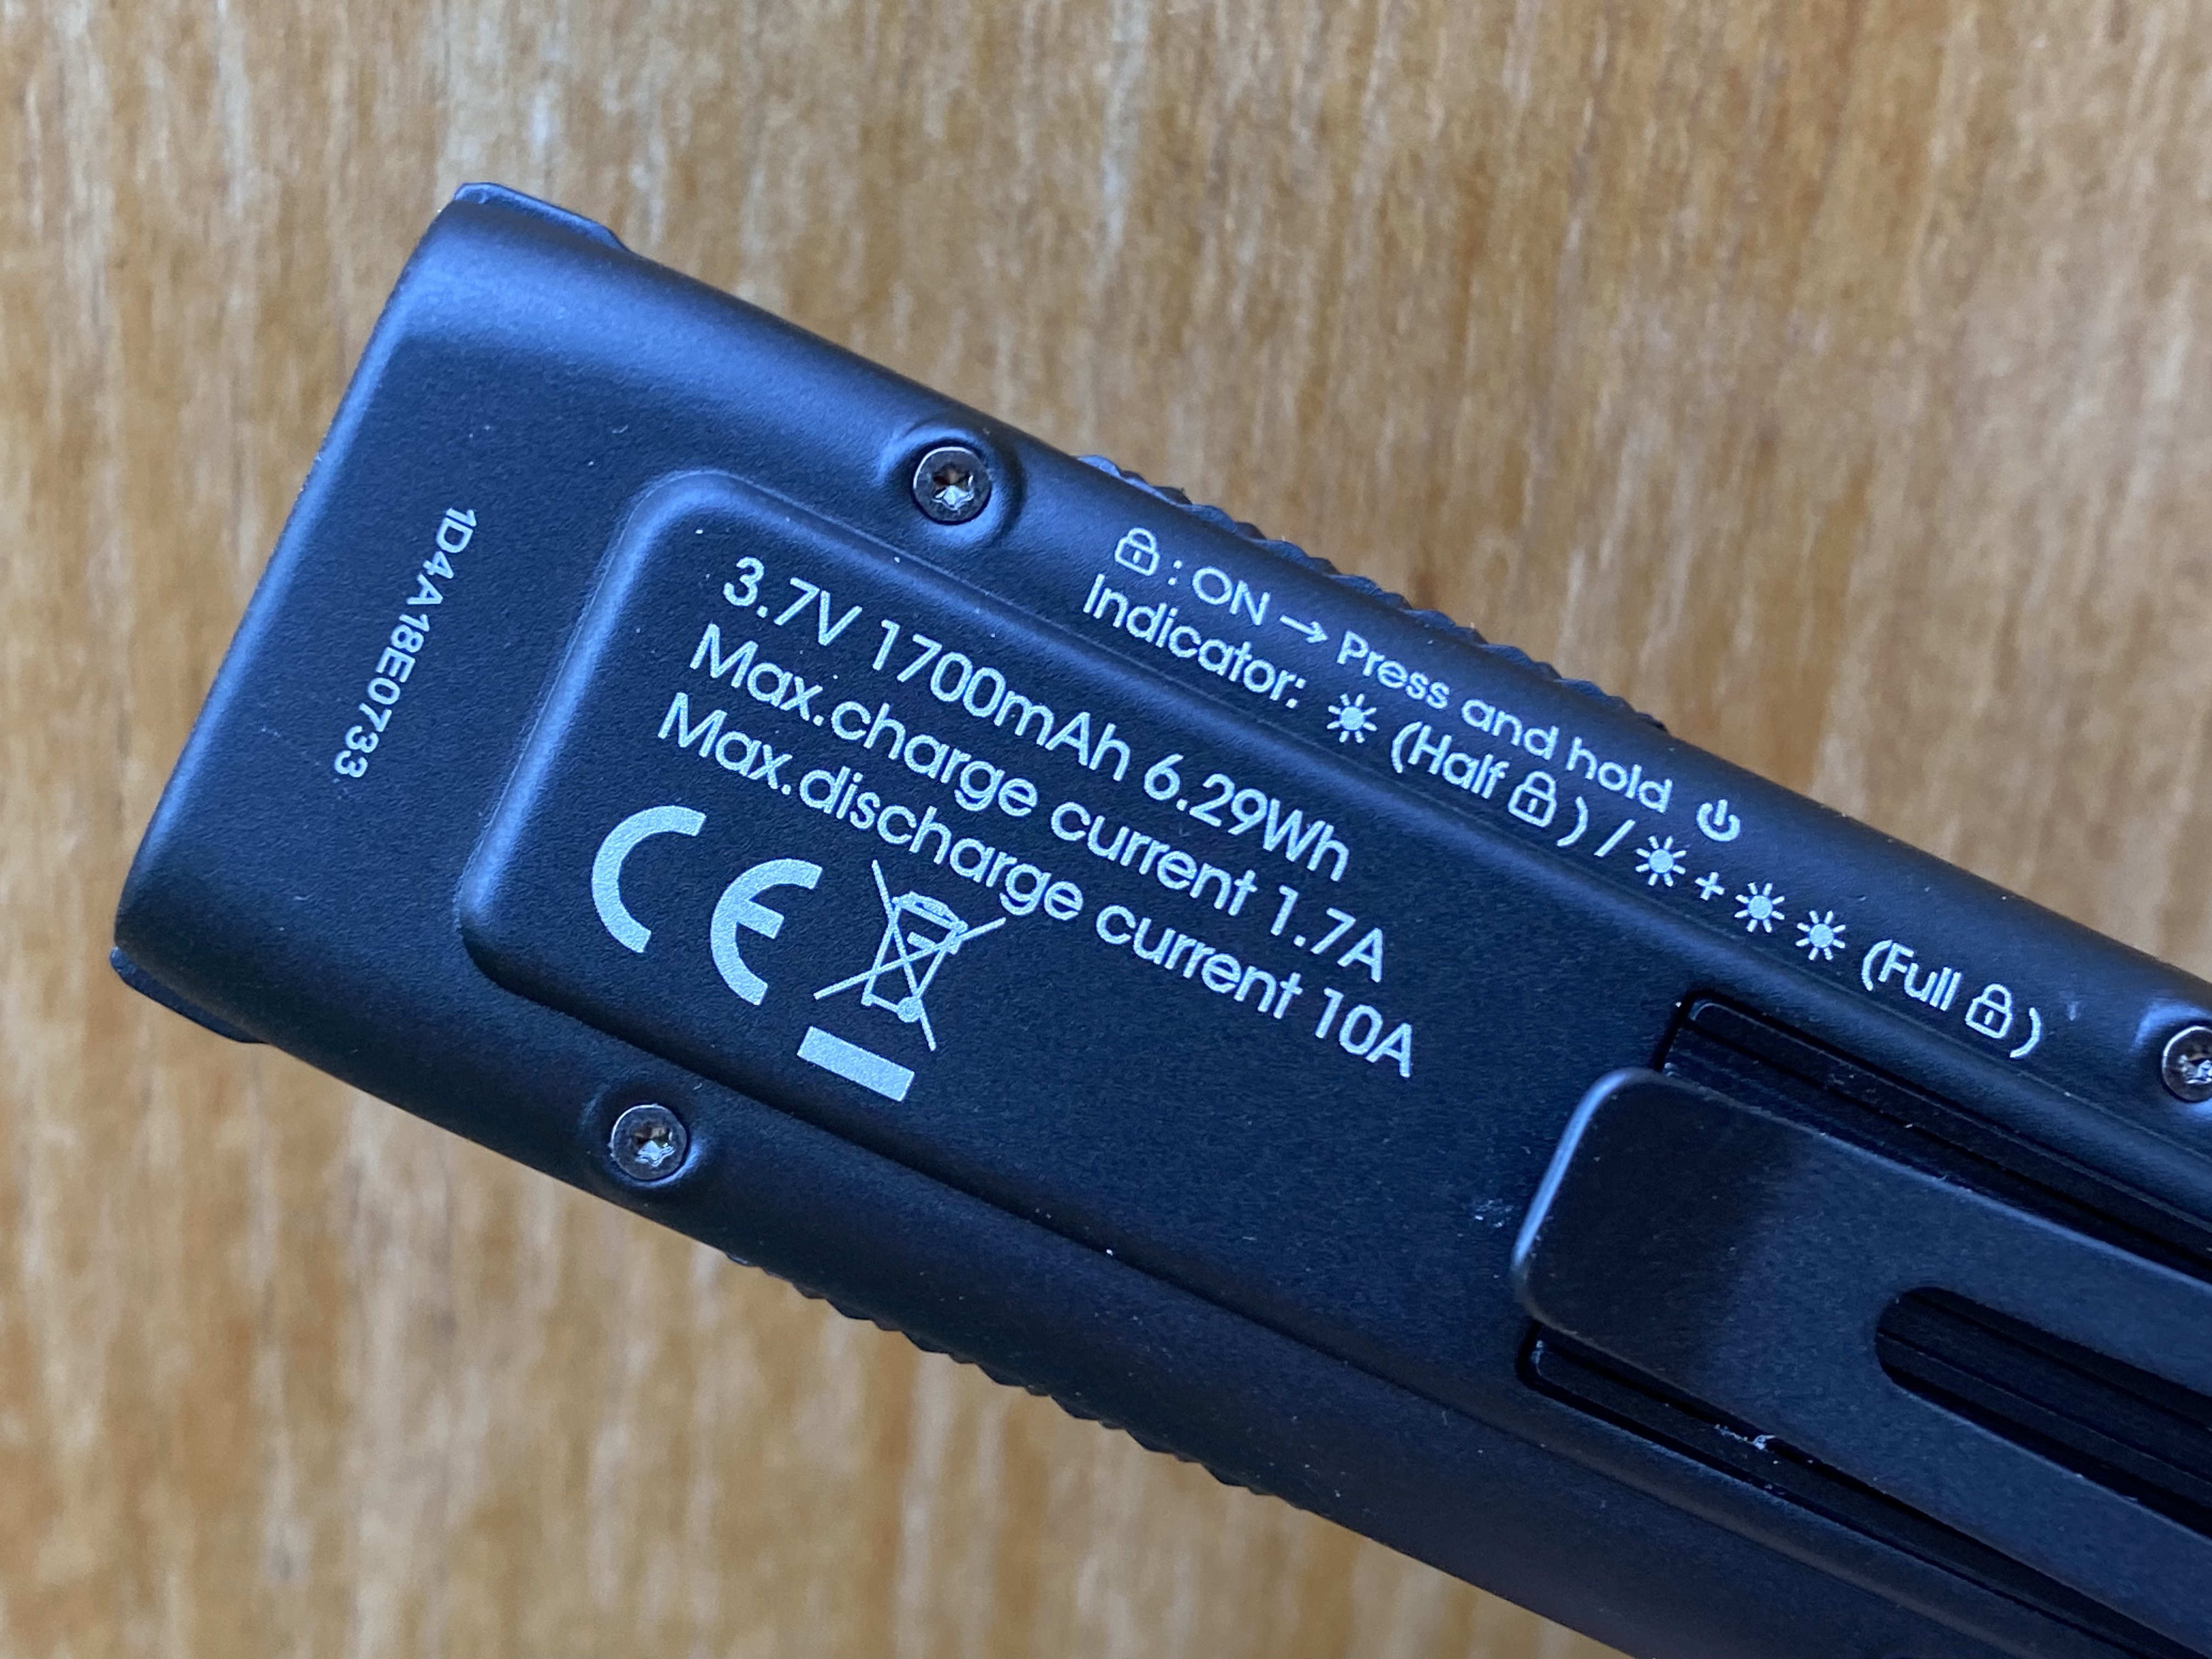 1D4A18E0733
: ON → Press and hold
Indicator: ☀ (Half ) / ☀ + ☀ ☀ (Full )
3.7V 1700mAh 6.29Wh
Max.charge current 1.7A
Max.discharge current 10A
CE